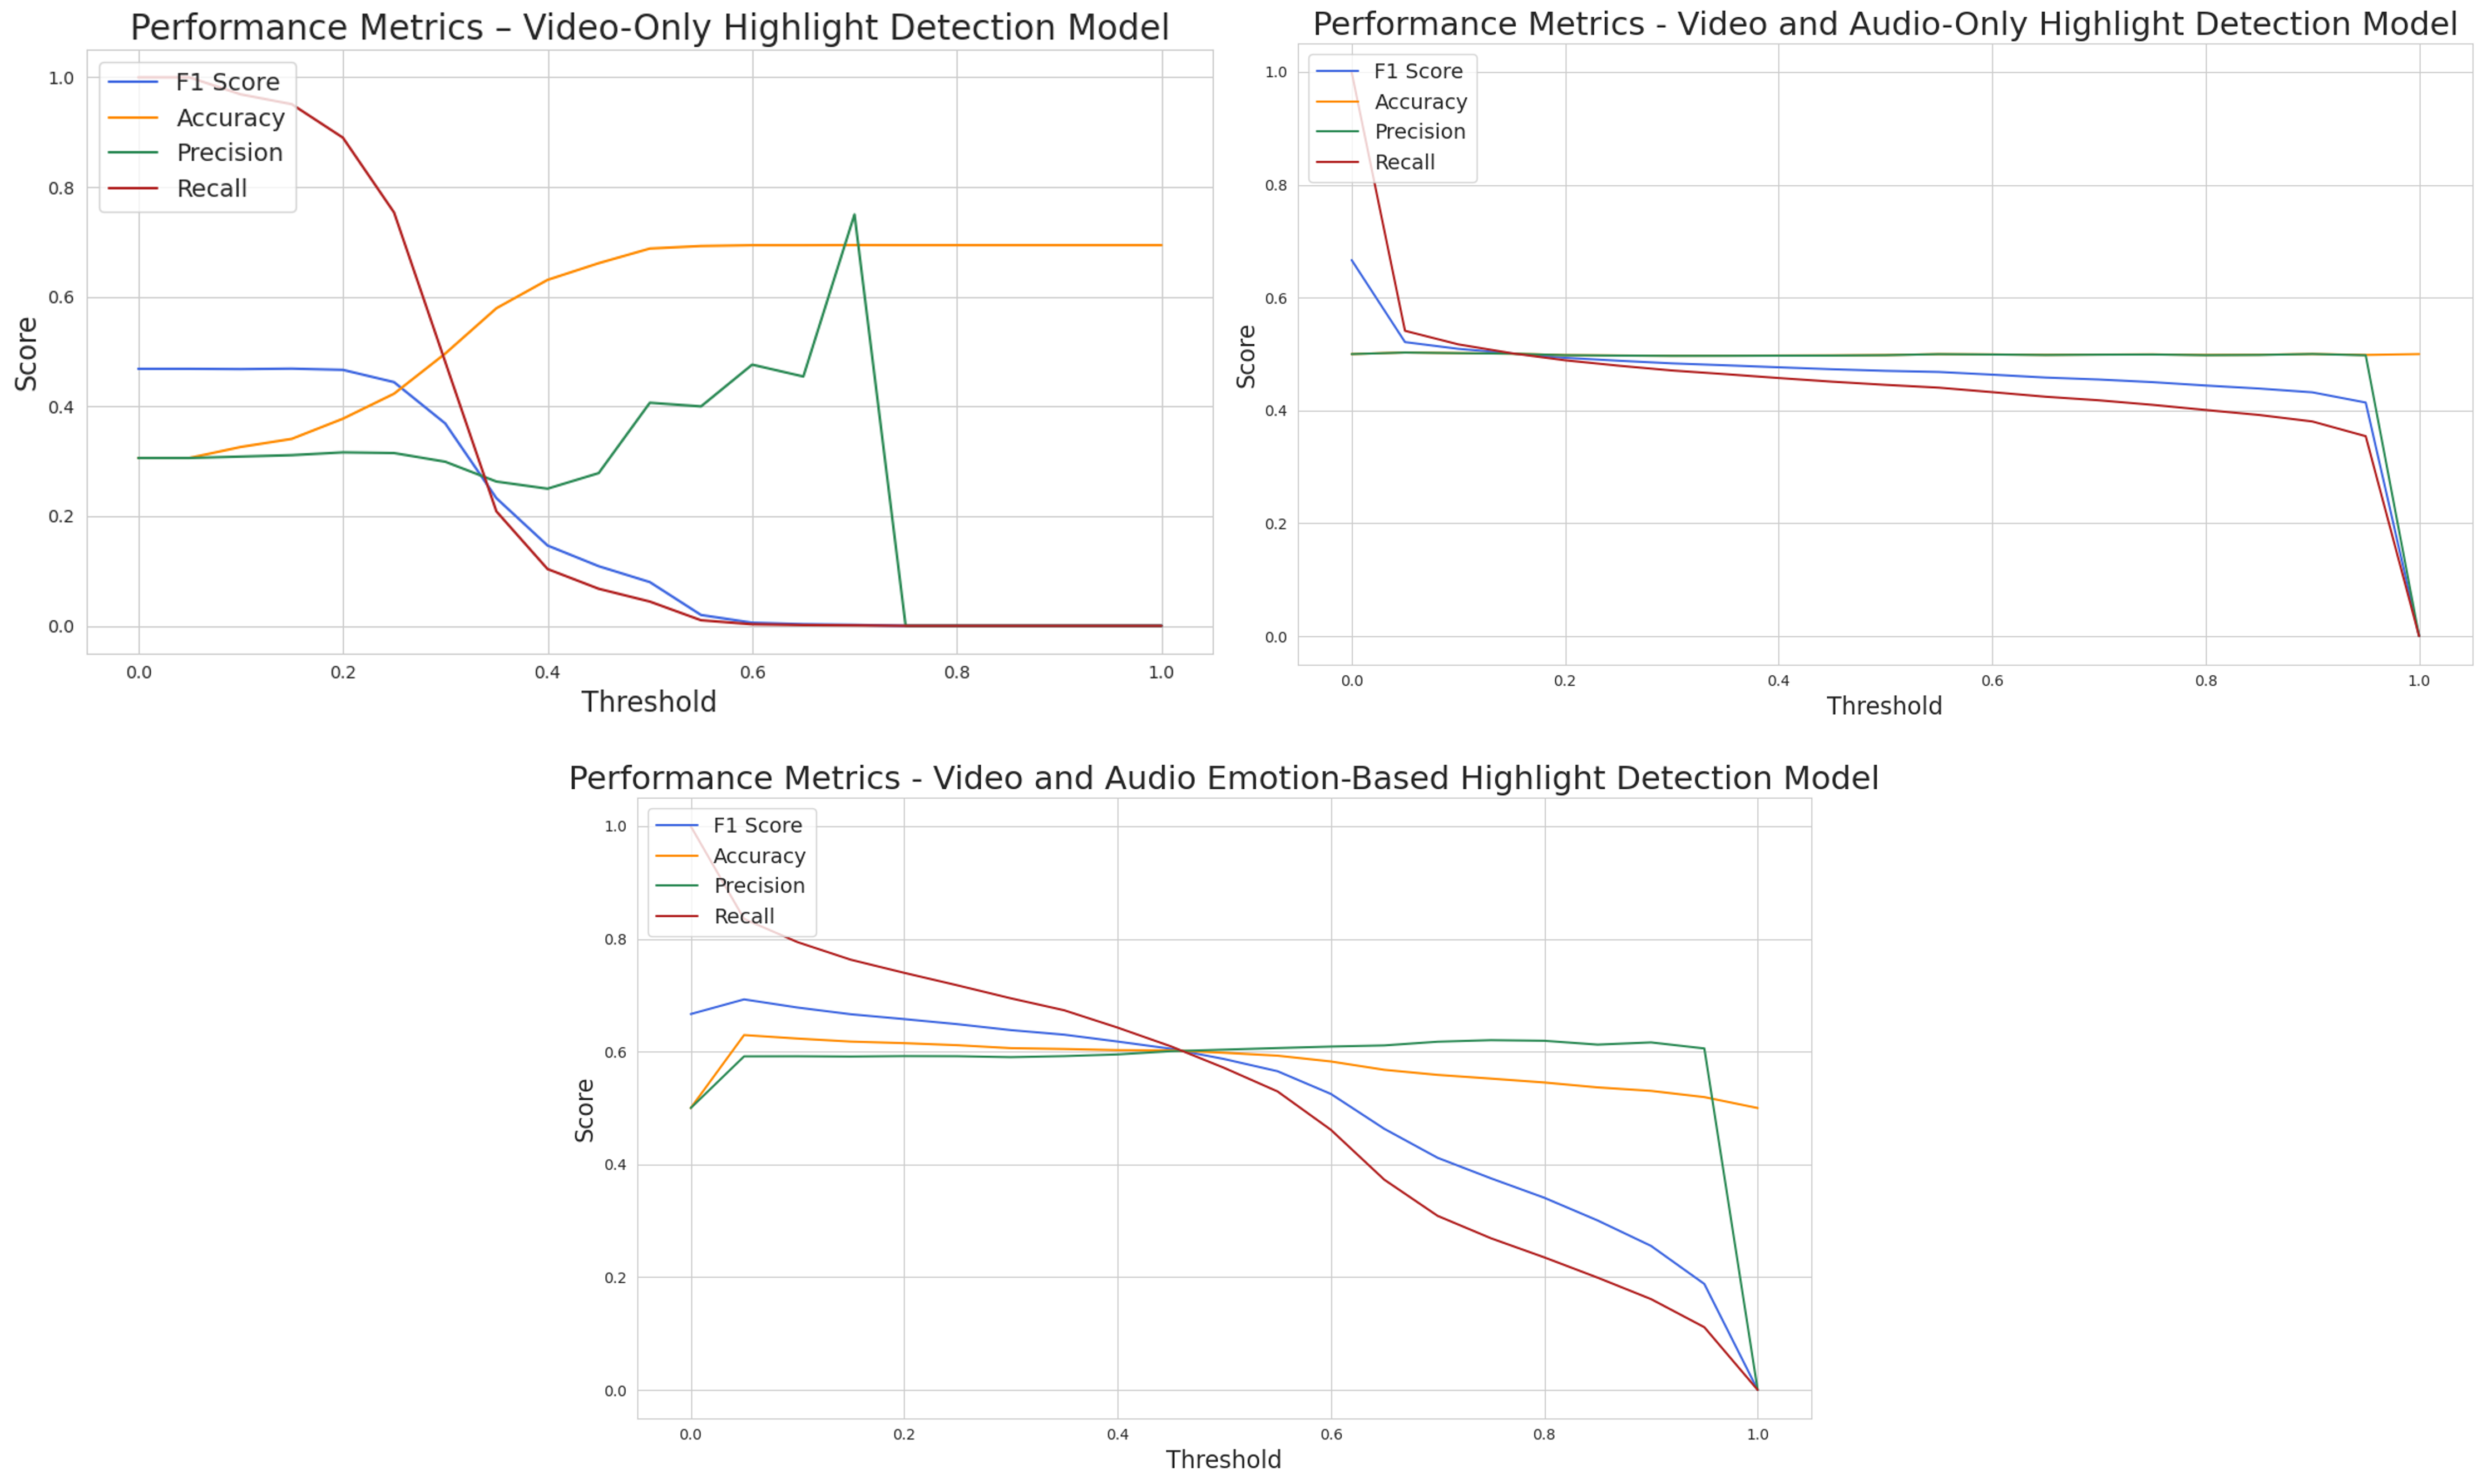 Performance Metrics – Video-Only Highlight Detection Model
1.0
0.8
0.6
0.4
0.2
0.0
Score
F1 Score
Accuracy
Precision
Recall
0.0 0.2 0.4 0.6 0.8 1.0
Threshold
Performance Metrics - Video and Audio-Only Highlight Detection Model
1.0
0.8
0.6
0.4
0.2
0.0
Score
F1 Score
Accuracy
Precision
Recall
0.0 0.2 0.4 0.6 0.8 1.0
Threshold
Performance Metrics - Video and Audio Emotion-Based Highlight Detection Model
1.0
0.8
0.6
0.4
0.2
0.0
Score
F1 Score
Accuracy
Precision
Recall
0.0 0.2 0.4 0.6 0.8 1.0
Threshold